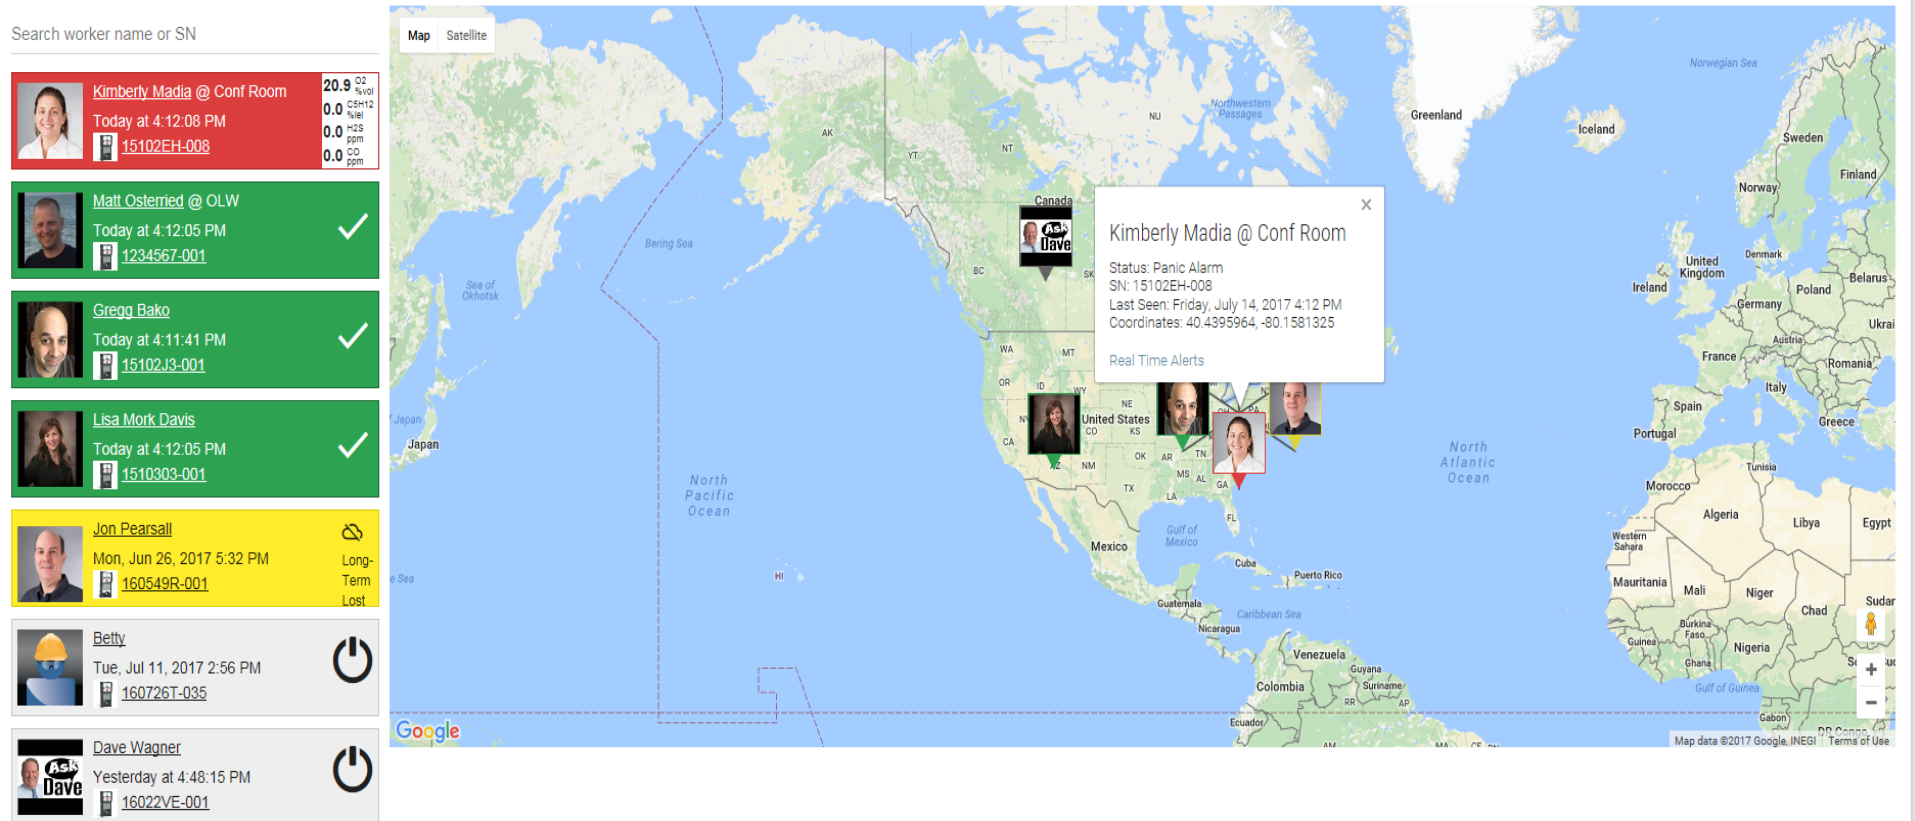 Search worker name or SN
Kimberly Madia @ Conf Room
Today at 4:12:08 PM
15102EH-008
20.9 O2 %vol
0.0 C5H12 %lel
0.0 H2S ppm
0.0 CO ppm
Matt Osterried @ OLW
Today at 4:12:05 PM
1234567-001
Gregg Bako
Today at 4:11:41 PM
15102J3-001
Lisa Mork Davis
Today at 4:12:05 PM
1510303-001
Jon Pearsall
Mon, Jun 26, 2017 5:32 PM
160549R-001
Long-
Term
Lost
Betty
Tue, Jul 11, 2017 2:56 PM
160726T-035
Dave Wagner
Yesterday at 4:48:15 PM
16022VE-001
Ask
Dave
Map Satellite
Norwegian Sea
Northwestern
Passages
Greenland
Iceland
Sweden
Finland
Norway
AK
NU
YT
NT
Canada
Ask
Dave
BC
SK
Bering Sea
Sea of
Okhotsk
Kimberly Madia @ Conf Room
Status: Panic Alarm
SN: 15102EH-008
Last Seen: Friday, July 14, 2017 4:12 PM
Coordinates: 40.4395964, -80.1581325
Real Time Alerts
United
Kingdom
Denmark
Ireland
Belarus
Poland
Germany
Ukrai
Austria
France
Romania
Italy
Spain
Greece
Portugal
WA
MT
OR
ID
WY
NE
United States
CO
KS
CA
OK
AR
TN
NM
MS
AL
GA
TX
LA
FL
PA
AZ
Japan
North
Pacific
Ocean
North
Atlantic
Ocean
Gulf of
Mexico
Mexico
Cuba
Puerto Rico
HI
Guatemala
Caribbean Sea
Nicaragua
Venezuela
Guyana
Colombia
Suriname
RR
AP
Ecuador
AM
MA
Tunisia
Morocco
Algeria
Libya
Egypt
Western
Sahara
Mauritania
Mali
Niger
Chad
Sudan
Burkina
Faso
Guinea
Nigeria
Ghana
Gulf of Guinea
Gabon
DR Congo
Google
Map data ©2017 Google, INEGI Terms of Use